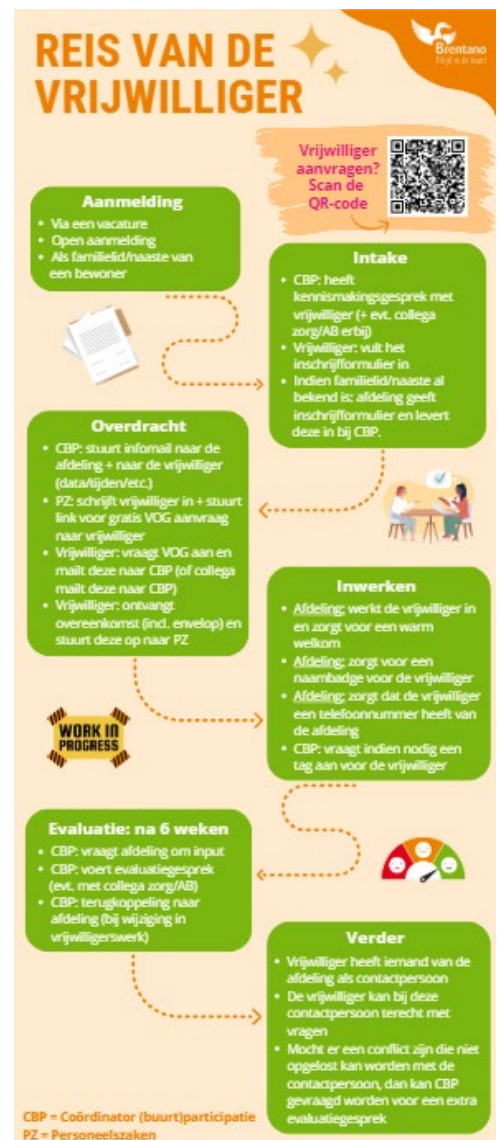 REIS VAN DE
VRIJWILLIGER
Brentano
Altijd in de buurt
Vrijwilliger
aanvragen?
Scan de
QR-code
Aanmelding
• Via een vacature
• Open aanmelding
• Als familielid/naaste van
een bewoner
Intake
• CBP: heeft
kennismakingsgesprek met
vrijwilliger (+ evt. collega
zorg/AB erbij)
• Vrijwilliger: vult het
inschrijfformulier in
• Indien familielid/naaste al
bekend is: afdeling geeft
inschrijfformulier en levert
deze in bij CBP.
Overdracht
• CBP: stuurt infomail naar de
afdeling + naar de vrijwilliger
(data/tijden/etc.)
• PZ: schrijft vrijwilliger in + stuurt
link voor gratis VOG aanvraag
naar vrijwilliger
• Vrijwilliger: vraagt VOG aan en
mailt deze naar CBP (of collega
mailt deze naar CBP)
• Vrijwilliger: ontvangt
overeenkomst (incl. envelop) en
stuurt deze op naar PZ
Inwerken
• Afdeling: werkt de vrijwilliger in
en zorgt voor een warm
welkom
• Afdeling: zorgt voor een
naambadge voor de vrijwilliger
• Afdeling: zorgt dat de vrijwilliger
een telefoonnummer heeft van
de afdeling
• CBP: vraagt indien nodig een
tag aan voor de vrijwilliger
WORK IN
PROGRESS
Evaluatie: na 6 weken
• CBP: vraagt afdeling om input
• CBP: voert evaluatiegesprek
(evt. met collega zorg/AB)
• CBP: terugkoppeling naar
afdeling (bij wijziging in
vrijwilligerswerk)
Verder
• Vrijwilliger heeft iemand van de
afdeling als contactpersoon
• De vrijwilliger kan bij deze
contactpersoon terecht met
vragen
• Mocht er een conflict zijn die niet
opgelost kan worden met de
contactpersoon, dan kan CBP
gevraagd worden voor een extra
evaluatiegesprek
CBP = Coördinator (buurt)participatie
PZ = Personeelszaken